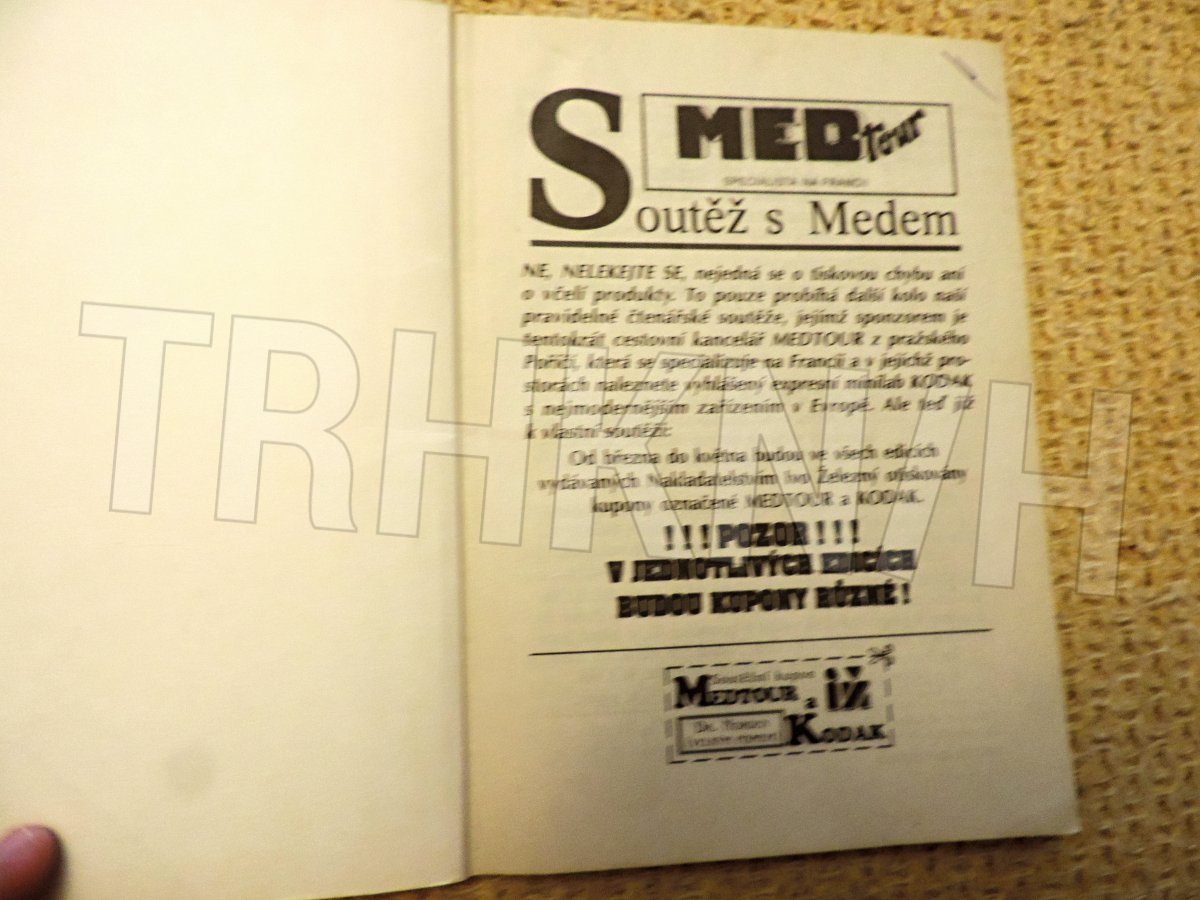 MEDtour
SPECIALISTA NA FRANCII
Soutěž s Medem
NE, NELEKEJTE SE, nejedná se o tiskovou chybu ani
o včelí produkty. To pouze probíhá další kolo naší
pravidelné čtenářské soutěže, jejímž sponzorem je
tentokrát cestovní kancelář MEDTOUR z pražského
Poříčí, která se specializuje na Francii a v jejichž pro-
storách naleznete vyhlášený expresní minilab KODAK
s nejmodernějším zařízením v Evropě. Ale teď již
k vlastní soutěži:
Od března do května budou ve všech edicích
vydávaných Nakladatelstvím Ivo Železný otiskovány
kupony označené MEDTOUR a KODAK.
!!! POZOR !!!
V JEDNOTLIVÝCH EDICÍCH
BUDOU KUPONY RŮZNÉ!
Soutěžní kupon
MEDTOUR a iž
KODAK
TRHKNIH